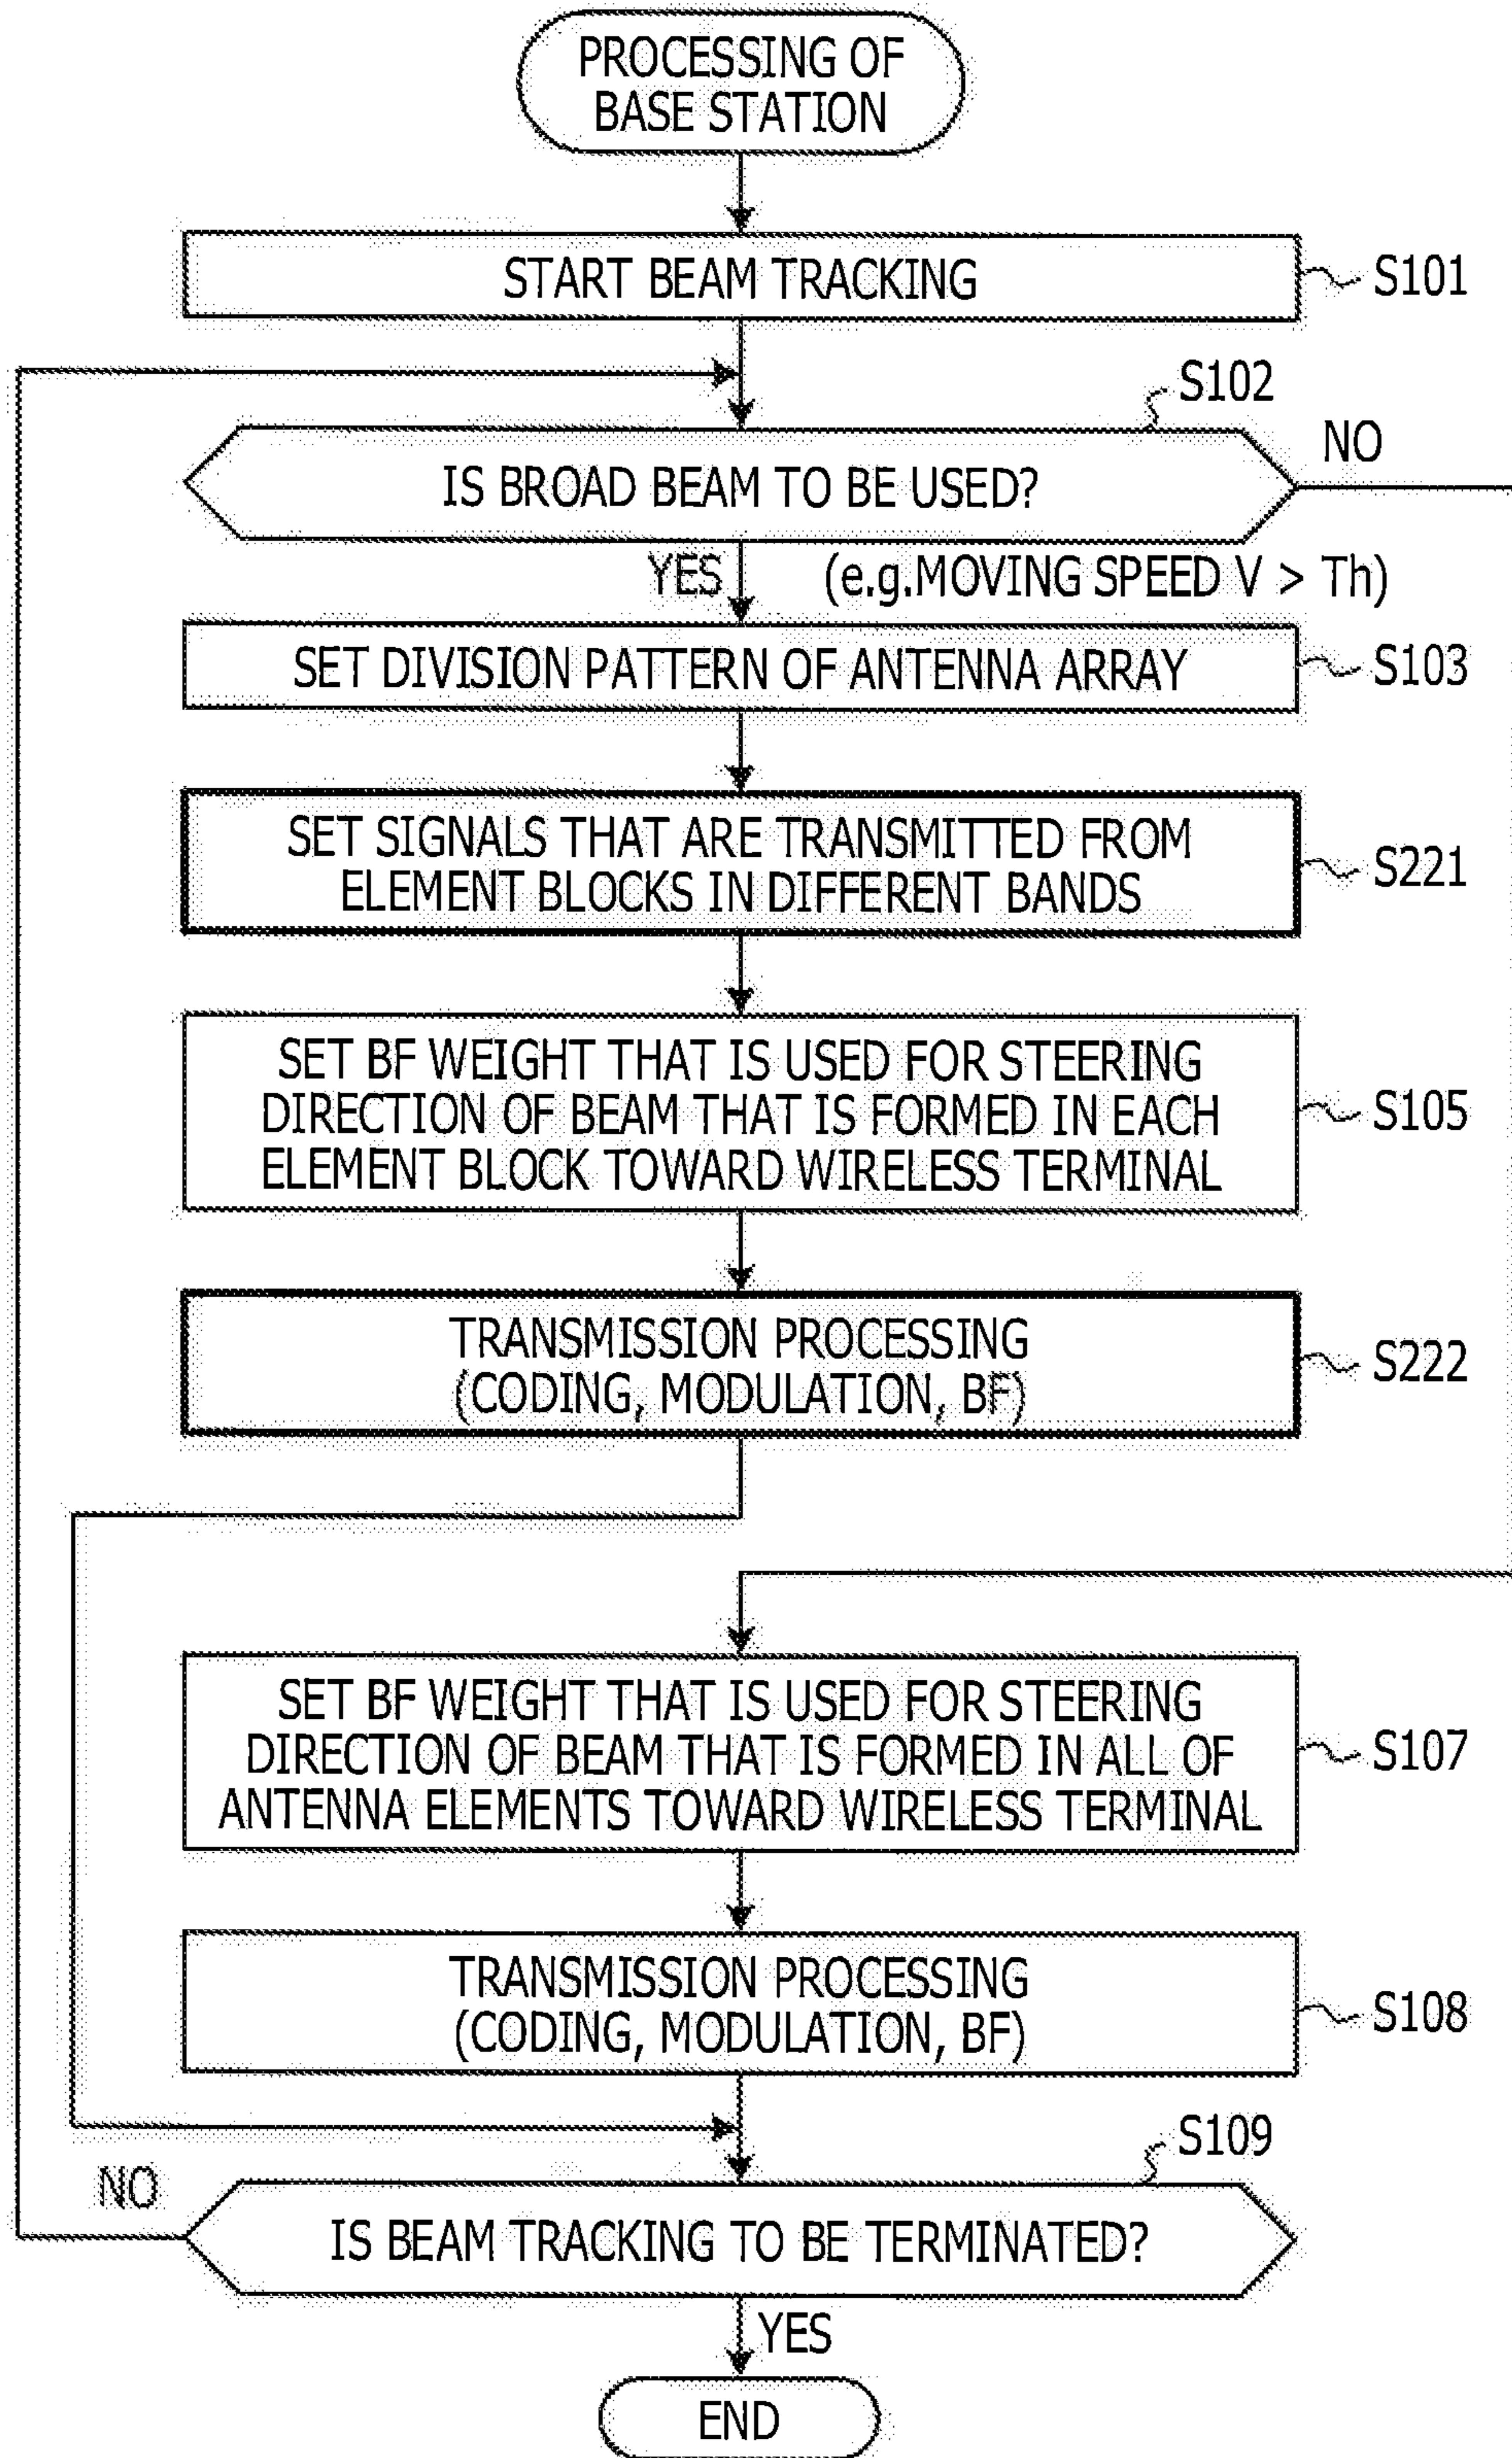 PROCESSING OF
BASE STATION
START BEAM TRACKING
S101
S102
IS BROAD BEAM TO BE USED?
NO
YES
(e.g.MOVING SPEED V > Th)
SET DIVISION PATTERN OF ANTENNA ARRAY
S103
SET SIGNALS THAT ARE TRANSMITTED FROM
ELEMENT BLOCKS IN DIFFERENT BANDS
S221
SET BF WEIGHT THAT IS USED FOR STEERING
DIRECTION OF BEAM THAT IS FORMED IN EACH
ELEMENT BLOCK TOWARD WIRELESS TERMINAL
S105
TRANSMISSION PROCESSING
(CODING, MODULATION, BF)
S222
SET BF WEIGHT THAT IS USED FOR STEERING
DIRECTION OF BEAM THAT IS FORMED IN ALL OF
ANTENNA ELEMENTS TOWARD WIRELESS TERMINAL
S107
TRANSMISSION PROCESSING
(CODING, MODULATION, BF)
S108
S109
NO
IS BEAM TRACKING TO BE TERMINATED?
YES
END